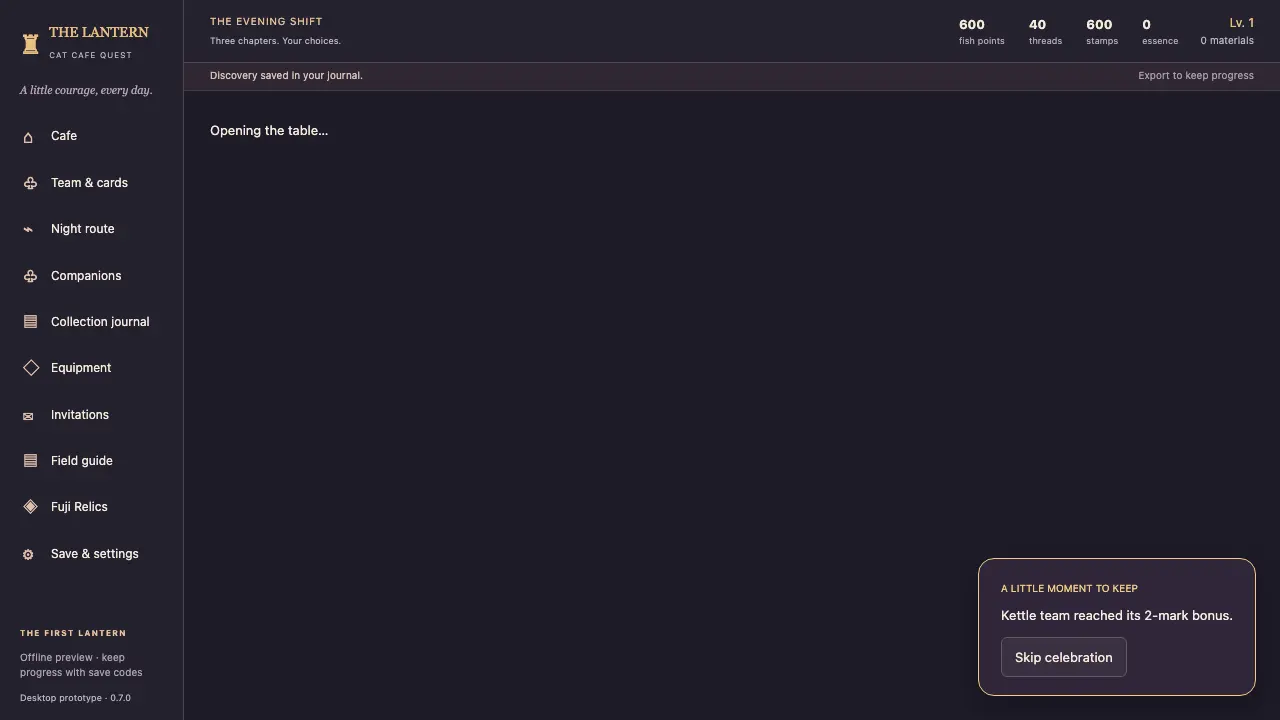 THE LANTERN
CAT CAFE QUEST
A little courage, every day.
Cafe
Team & cards
Night route
Companions
Collection journal
Equipment
Invitations
Field guide
Fuji Relics
Save & settings
THE FIRST LANTERN
Offline preview · keep
progress with save codes
Desktop prototype · 0.7.0
THE EVENING SHIFT
Three chapters. Your choices.
600
fish points
40
threads
600
stamps
0
essence
Lv. 1
0 materials
Discovery saved in your journal.
Export to keep progress
Opening the table…
A LITTLE MOMENT TO KEEP
Kettle team reached its 2-mark bonus.
Skip celebration